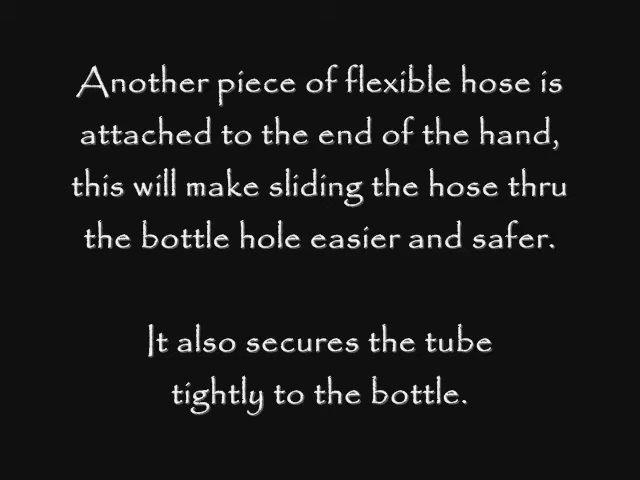 Another piece of flexible hose is
attached to the end of the hand,
this will make sliding the hose thru
the bottle hole easier and safer.
It also secures the tube
tightly to the bottle.